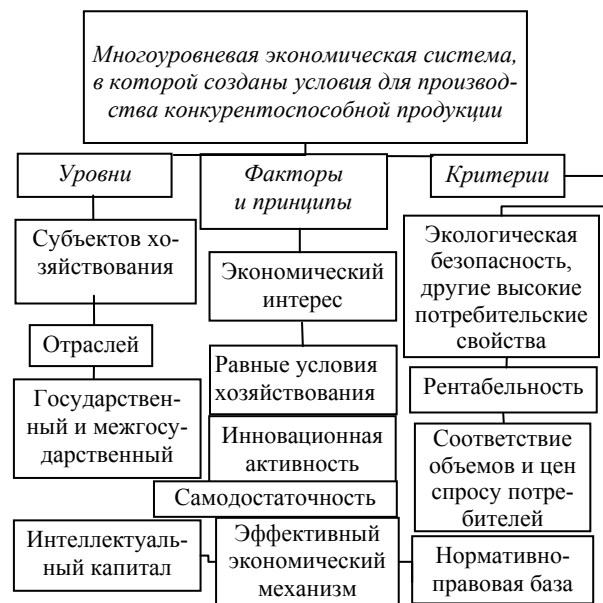 Многоуровневая экономическая система,
в которой созданы условия для производ-
ства конкурентоспособной продукции
Уровни
Факторы
и принципы
Критерии
Субъектов хо-
зяйствования
Отраслей
Государствен-
ный и межгосу-
дарственный
Экономический
интерес
Равные условия
хозяйствования
Инновационная
активность
Самодостаточность
Экологическая
безопасность,
другие высокие
потребительские
свойства
Рентабельность
Соответствие
объемов и цен
спросу потре-
бителей
Интеллектуаль-
ный капитал
Эффективный
экономический
механизм
Нормативно-
правовая база